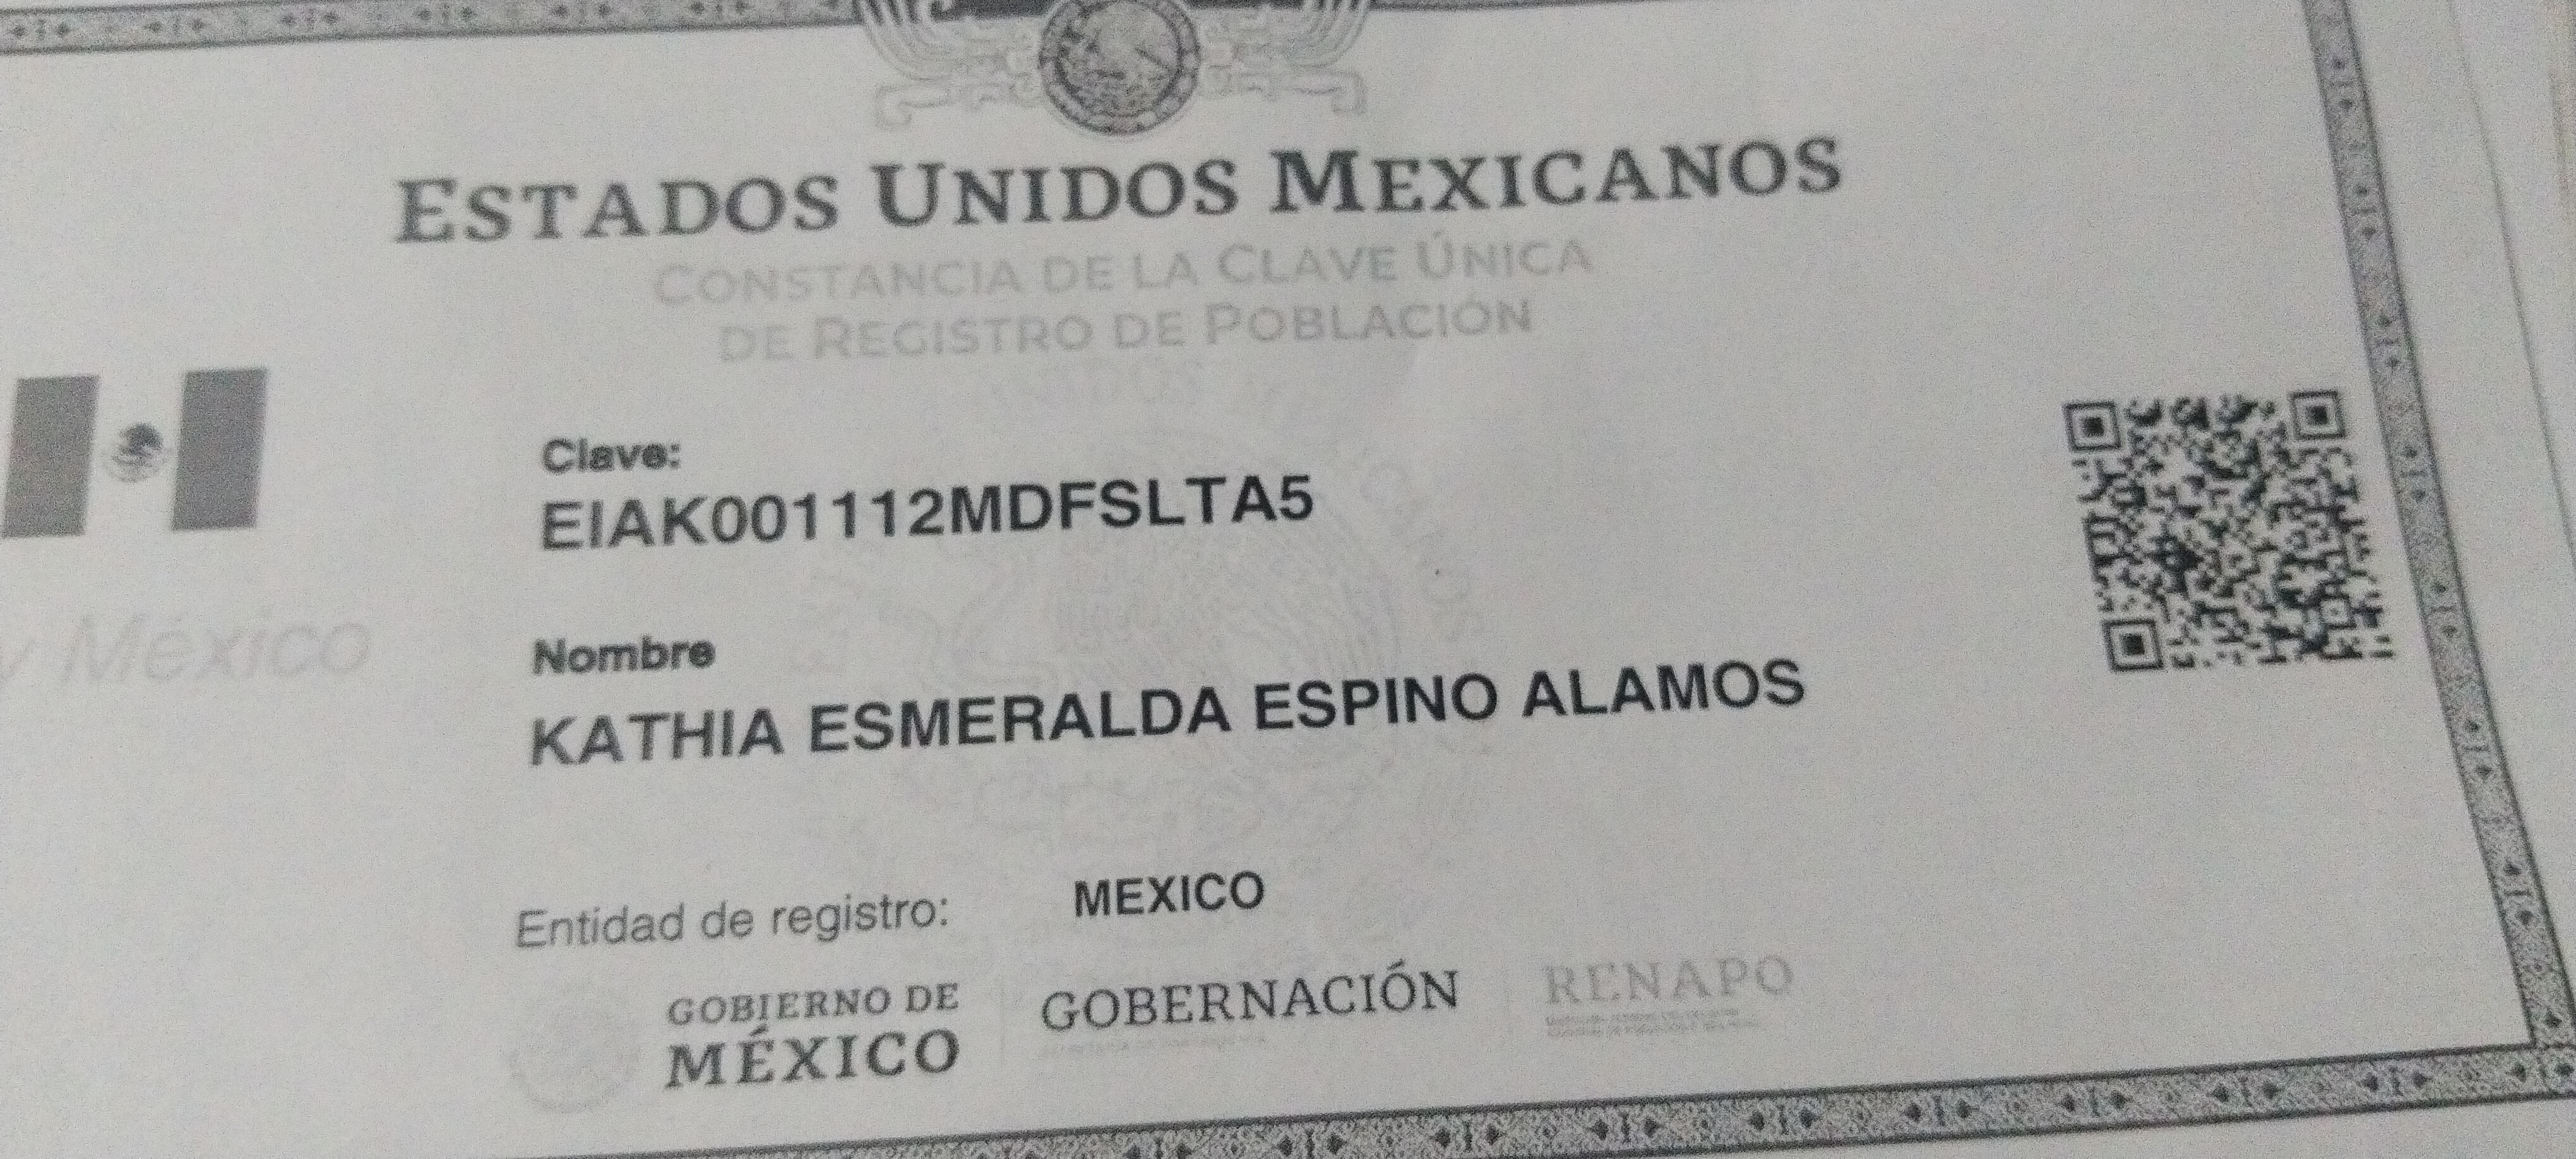 ESTADOS UNIDOS MEXICANOS
CONSTANCIA DE LA CLAVE ÚNICA
DE REGISTRO DE POBLACIÓN
Clave:
EIAK001112MDFSLTA5
y México
Nombre
KATHIA ESMERALDA ESPINO ALAMOS
Entidad de registro: MEXICO
GOBIERNO DE
MÉXICO
GOBERNACIÓN
RENAPO